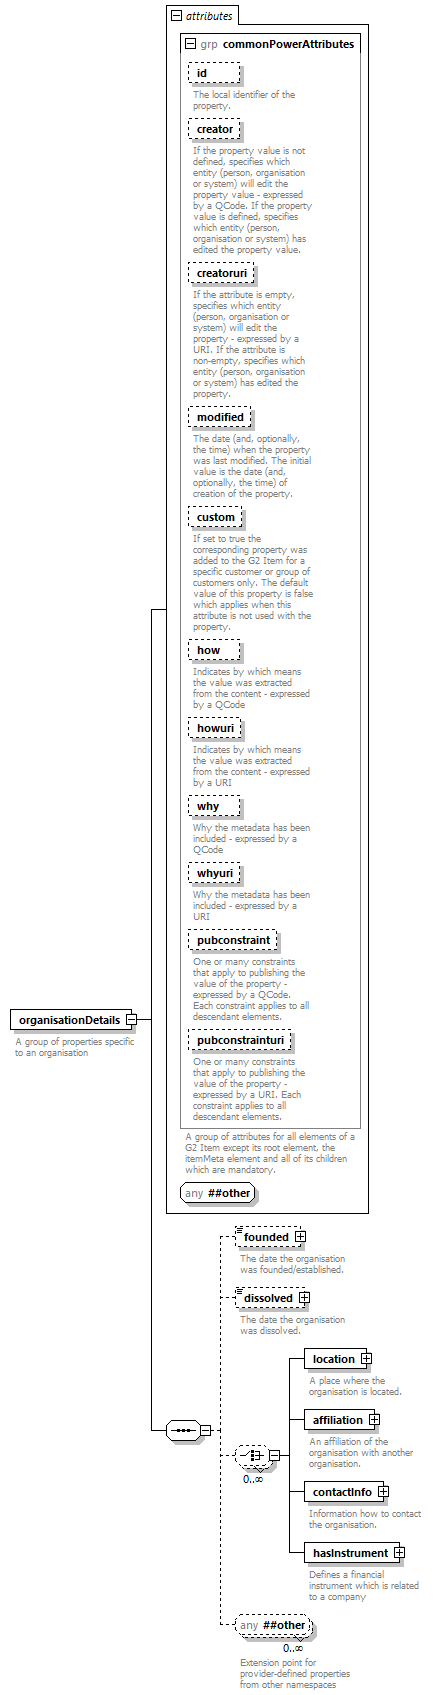 attributes
grp commonPowerAttributes
id
The local identifier of the
property.
creator
If the property value is not
defined, specifies which
entity (person, organisation
or system) will edit the
property value - expressed
by a QCode. If the property
value is defined, specifies
which entity (person,
organisation or system) has
edited the property value.
creatoruri
If the attribute is empty,
specifies which entity
(person, organisation or
system) will edit the
property - expressed by a
URI. If the attribute is
non-empty, specifies which
entity (person, organisation
or system) has edited the
property.
modified
The date (and, optionally,
the time) when the property
was last modified. The initial
value is the date (and,
optionally, the time) of
creation of the property.
custom
If set to true the
corresponding property was
added to the G2 Item for a
specific customer or group of
customers only. The default
value of this property is false
which applies when this
attribute is not used with the
property.
how
Indicates by which means
the value was extracted
from the content - expressed
by a QCode
howuri
Indicates by which means
the value was extracted
from the content - expressed
by a URI
why
Why the metadata has been
included - expressed by a
QCode
whyuri
Why the metadata has been
included - expressed by a
URI
pubconstraint
One or many constraints
that apply to publishing the
value of the property -
expressed by a QCode.
Each constraint applies to all
descendant elements.
pubconstrainturi
One or many constraints
that apply to publishing the
value of the property -
expressed by a URI. Each
constraint applies to all
descendant elements.
A group of attributes for all elements of a
G2 Item except its root element, the
itemMeta element and all of its children
which are mandatory.
any ##other
organisationDetails
A group of properties specific
to an organisation
founded
The date the organisation
was founded/established.
dissolved
The date the organisation
was dissolved.
0..∞
location
A place where the
organisation is located.
affiliation
An affiliation of the
organisation with another
organisation.
contactInfo
Information how to contact
the organisation.
hasInstrument
Defines a financial
instrument which is related
to a company
any ##other
0..∞
Extension point for
provider-defined properties
from other namespaces